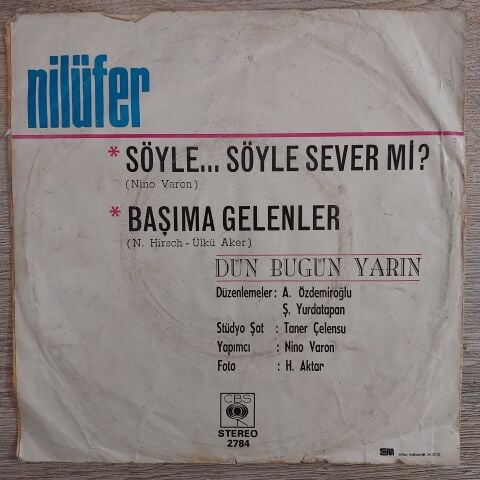 nilüfer
* SÖYLE... SÖYLE SEVER Mİ?
(Nino Varon)
* BAŞIMA GELENLER
(N. Hirsch - Ülkü Aker)
DÜN BUGÜN YARIN
Düzenlemeler : A. Özdemiroğlu
Ş. Yurdatapan
Stüdyo Şat : Taner Çelensu
Yapımcı : Nino Varon
Foto : H. Aktar
CBS
STEREO
2784